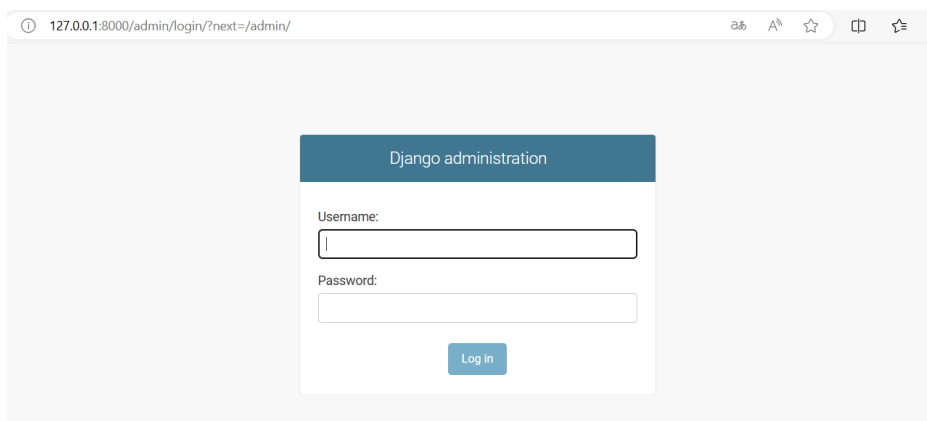 127.0.0.1:8000/admin/login/?next=/admin/
Django administration
Username:
Password:
Log in